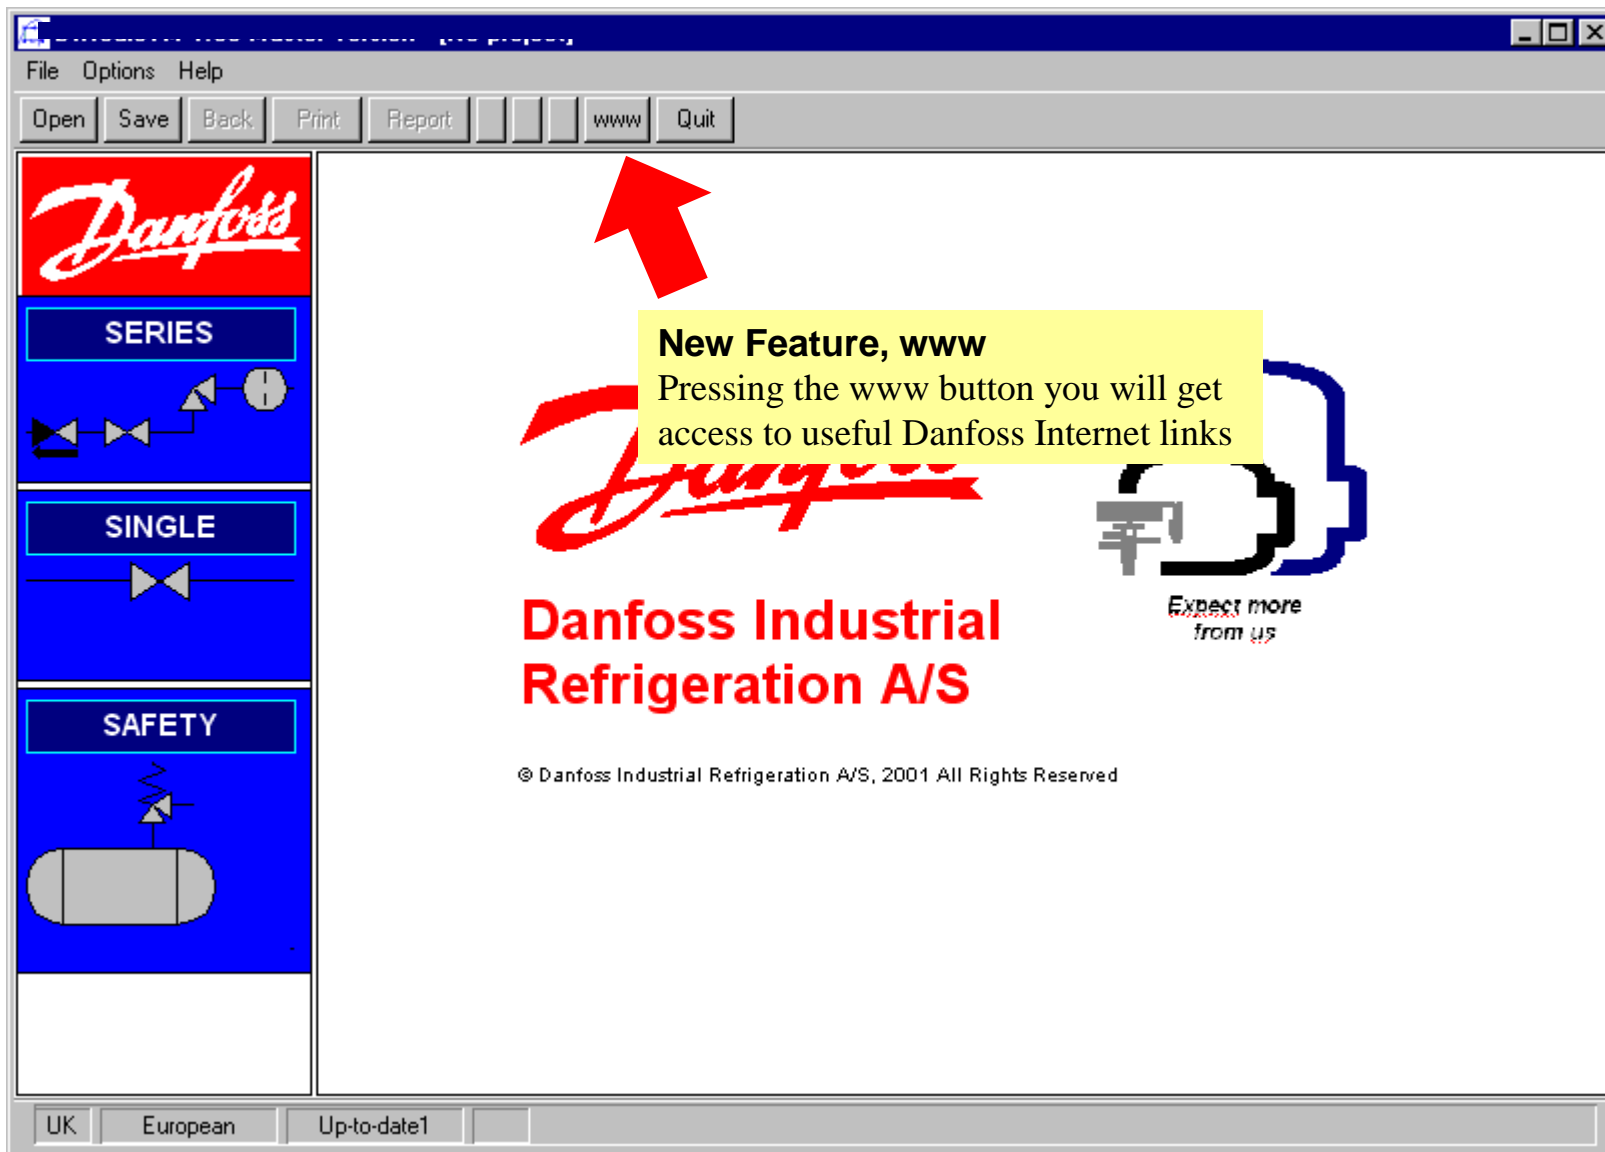 File Options Help
Open Save Back Print Report www Quit
Danfoss
SERIES
SINGLE
SAFETY
New Feature, www
Pressing the www button you will get
access to useful Danfoss Internet links
Danfoss
Danfoss Industrial
Refrigeration A/S
Expect more
from us
© Danfoss Industrial Refrigeration A/S, 2001 All Rights Reserved
UK European Up-to-date1